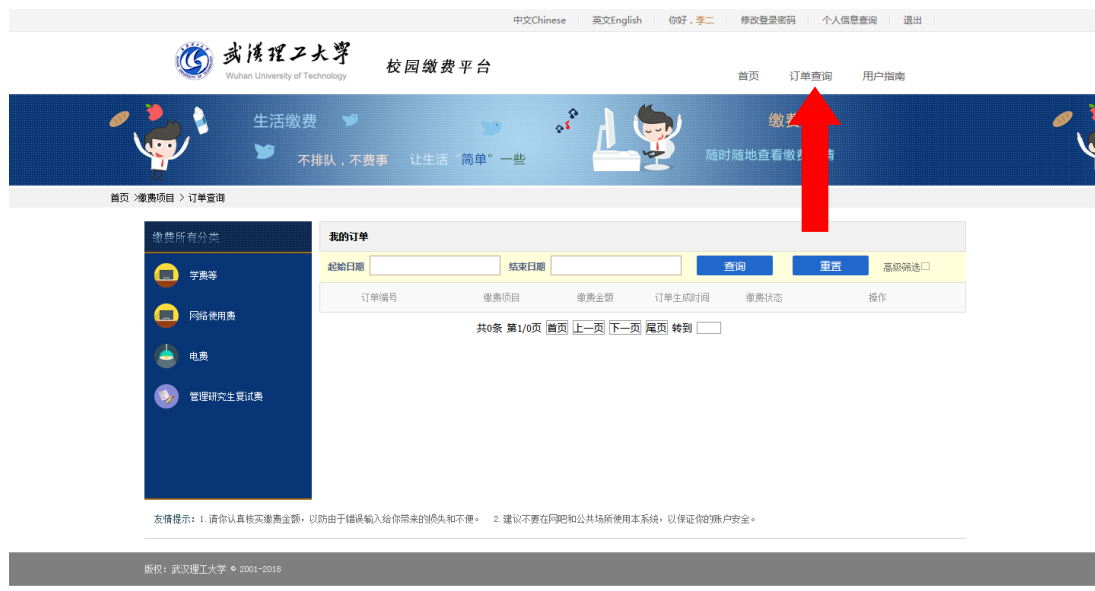 中文Chinese 英文English 你好，李二 修改登录密码 个人信息查询 退出
武汉理工大学
Wuhan University of Technology
校园缴费平台
首页 订单查询 用户指南
生活缴费
不排队，不费事 让生活“简单”一些
缴费
随时随地查看缴费
首页 >缴费项目 > 订单查询
缴费所有分类
学费等
网络使用费
电费
管理研究生复试费
我的订单
起始日期 结束日期 查询 重置 高级筛选
订单编号 缴费项目 缴费金额 订单生成时间 缴费状态 操作
共0条 第1/0页 首页 上一页 下一页 尾页 转到
友情提示：1.请你认真核实缴费金额，以防由于错误输入给你带来的损失和不便。 2.建议不要在网吧和公共场所使用本系统，以保证你的账户安全。
版权：武汉理工大学 © 2001-2018